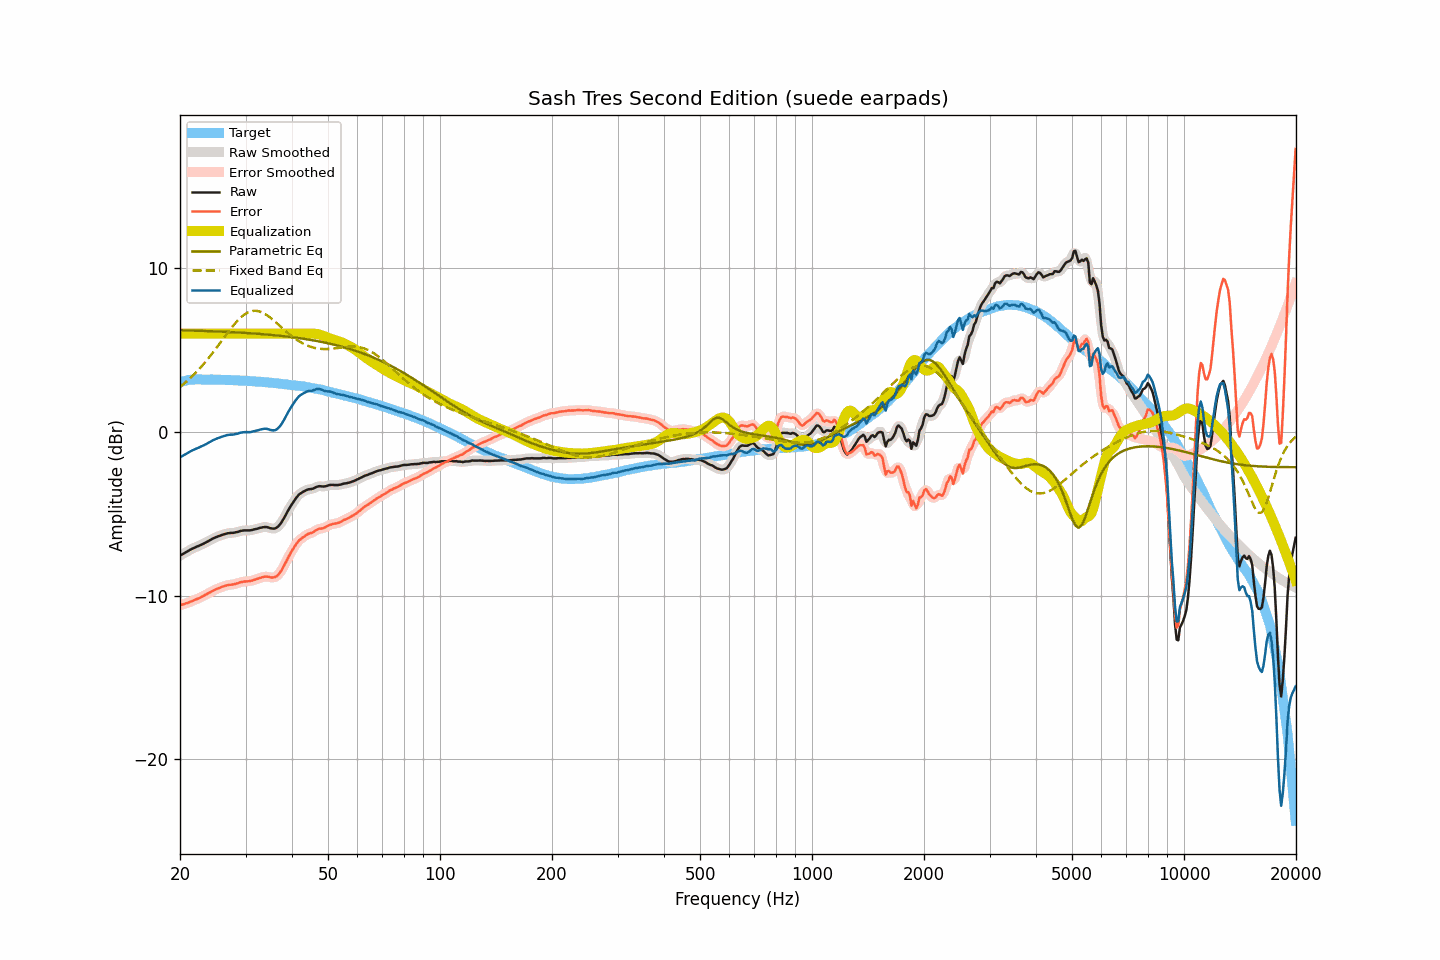 Sash Tres Second Edition (suede earpads)
Target
Raw Smoothed
Error Smoothed
Raw
Error
Equalization
Parametric Eq
Fixed Band Eq
Equalized
10
0
−10
−20
Amplitude (dBr)
20 50 100 200 500 1000 2000 5000 10000 20000
Frequency (Hz)